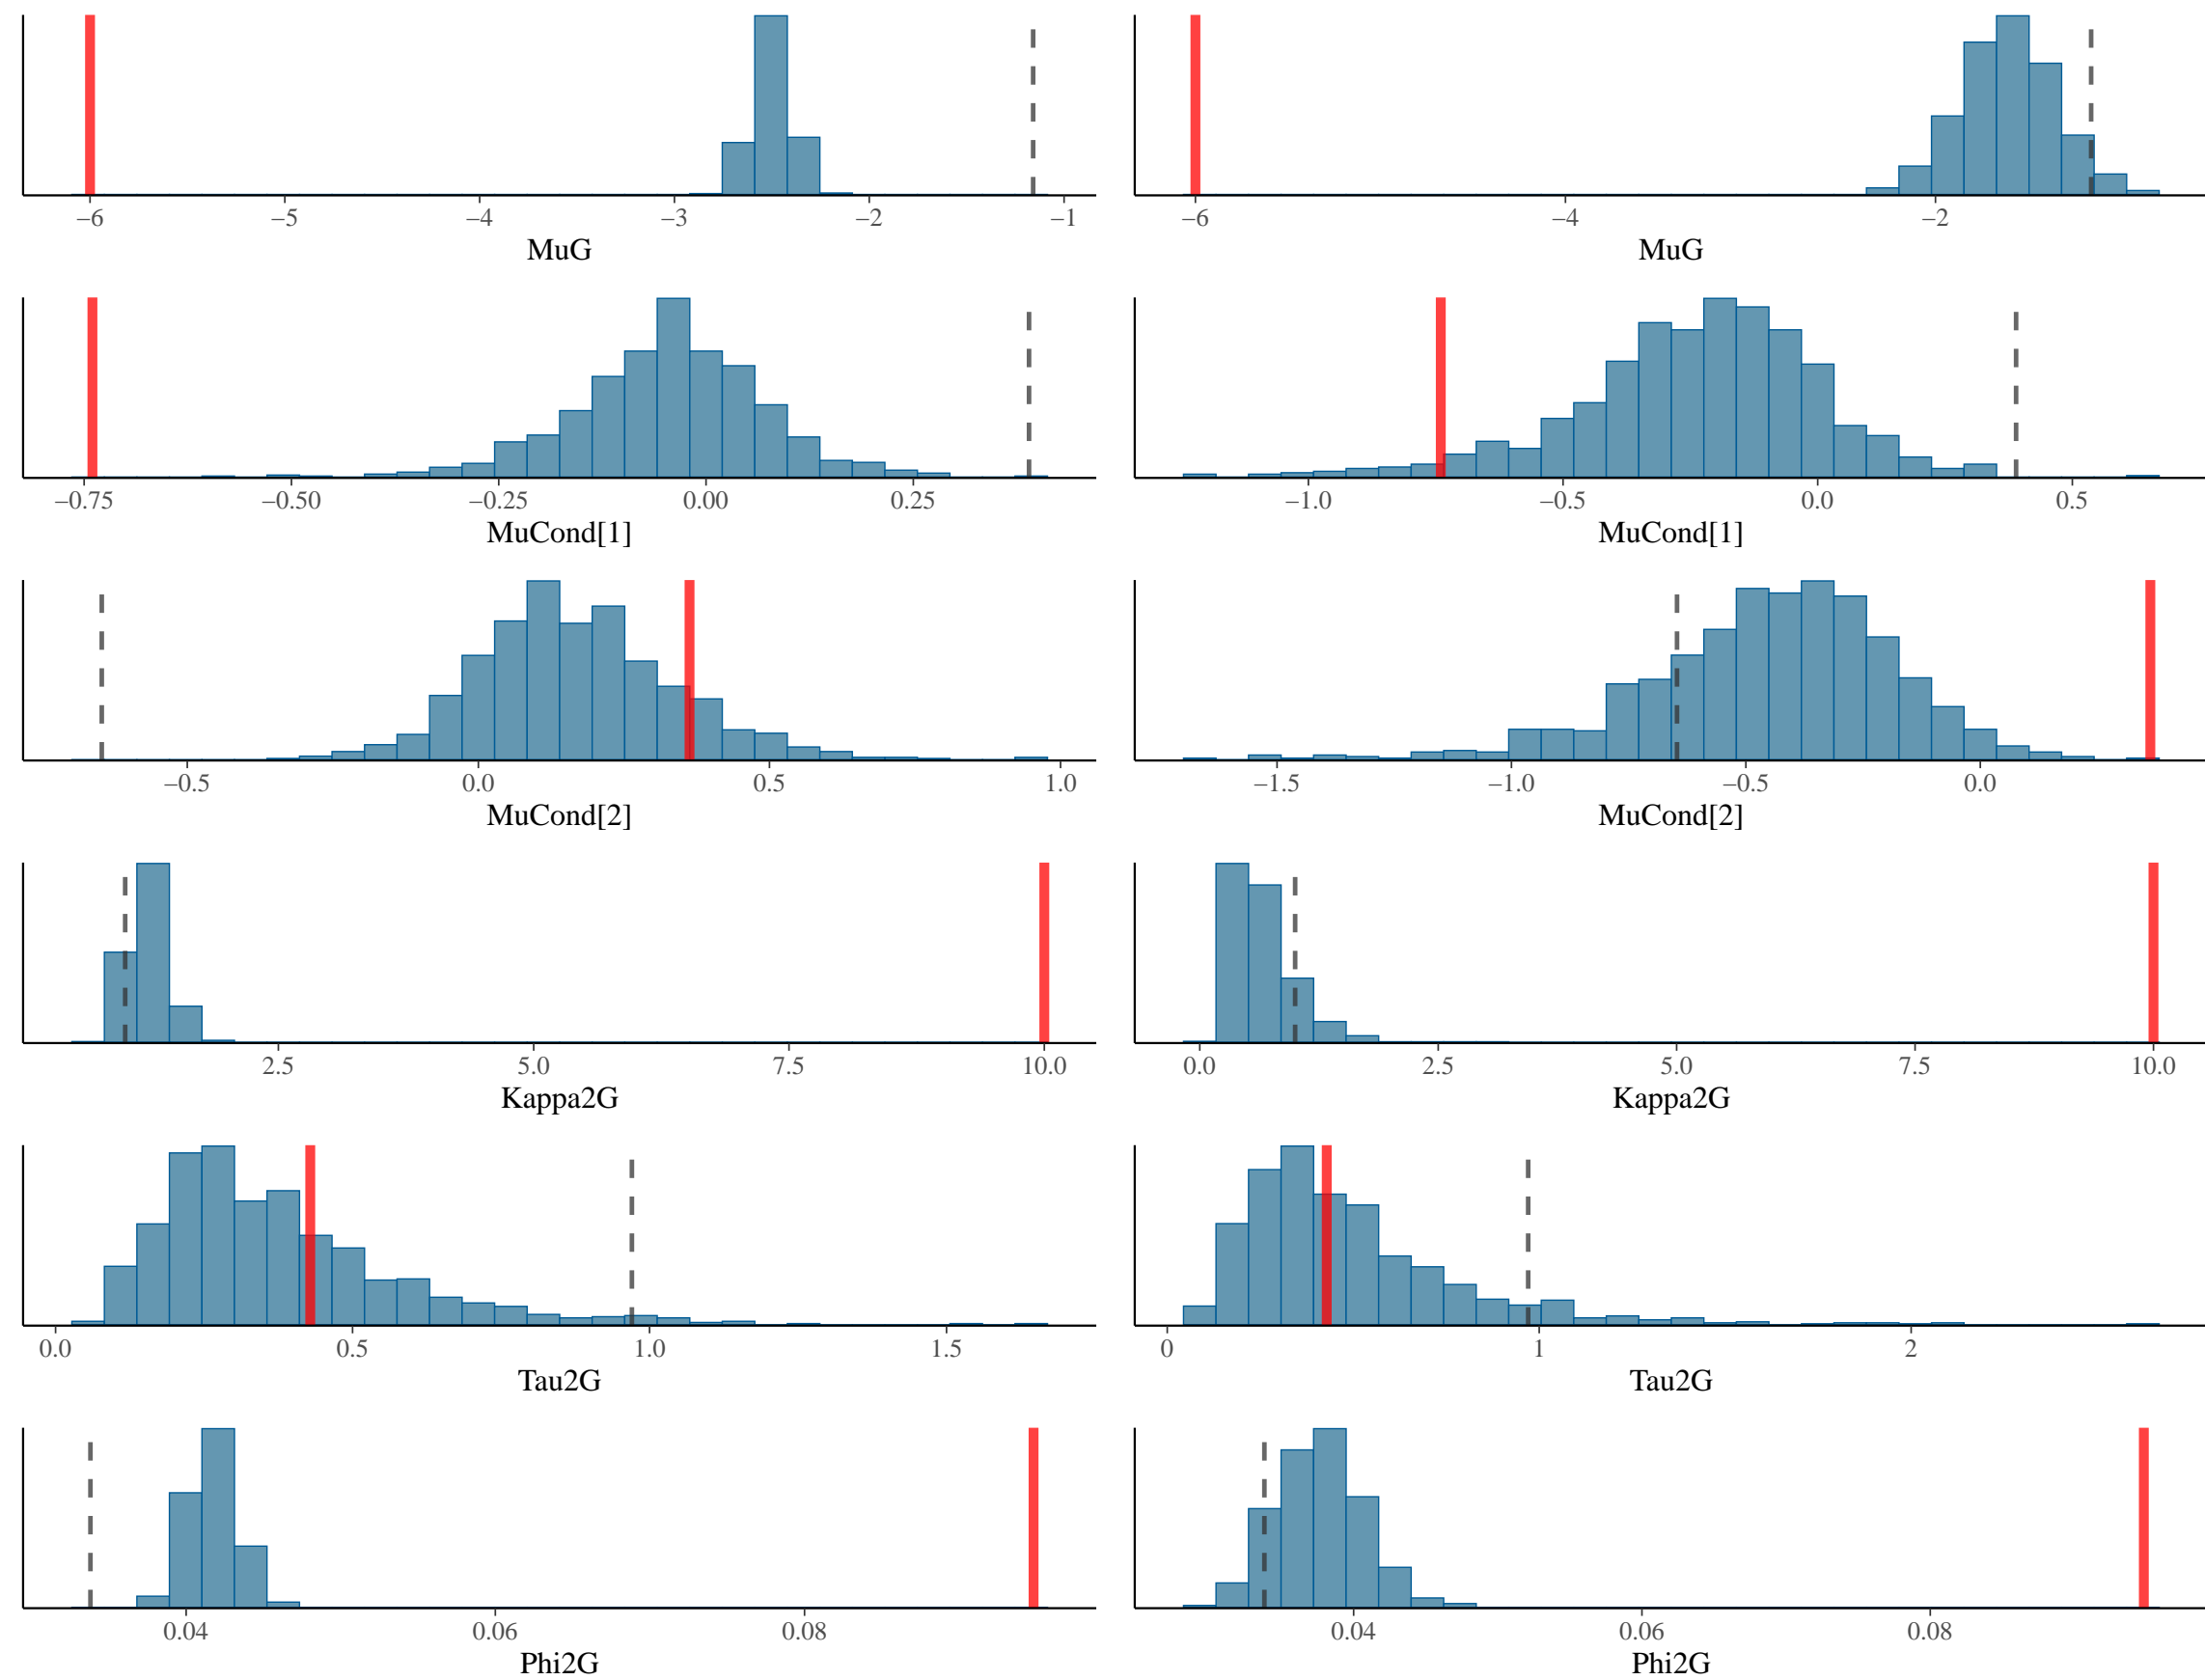 −6 −5 −4 −3 −2 −1
MuG
−6 −4 −2
MuG
−0.75 −0.50 −0.25 0.00 0.25
MuCond[1]
−1.0 −0.5 0.0 0.5
MuCond[1]
−0.5 0.0 0.5 1.0
MuCond[2]
−1.5 −1.0 −0.5 0.0
MuCond[2]
2.5 5.0 7.5 10.0
Kappa2G
0.0 2.5 5.0 7.5 10.0
Kappa2G
0.0 0.5 1.0 1.5
Tau2G
0 1 2
Tau2G
0.04 0.06 0.08
Phi2G
0.04 0.06 0.08
Phi2G